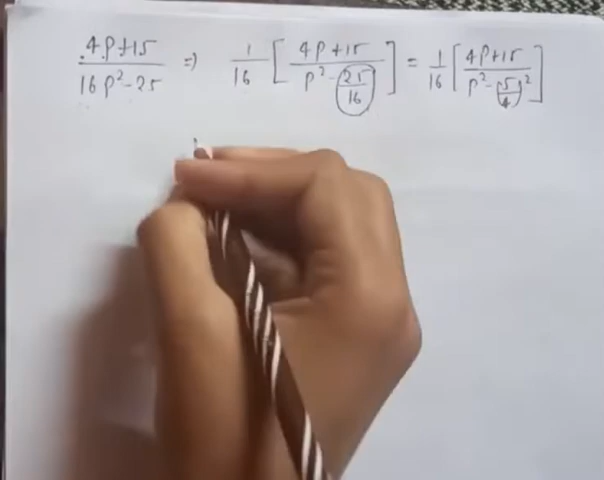 4P+15/16P²-25 ⇒ 1/16 [4P+15/P²-25/16] = 1/16 [4P+15/P²-(5/4)²]